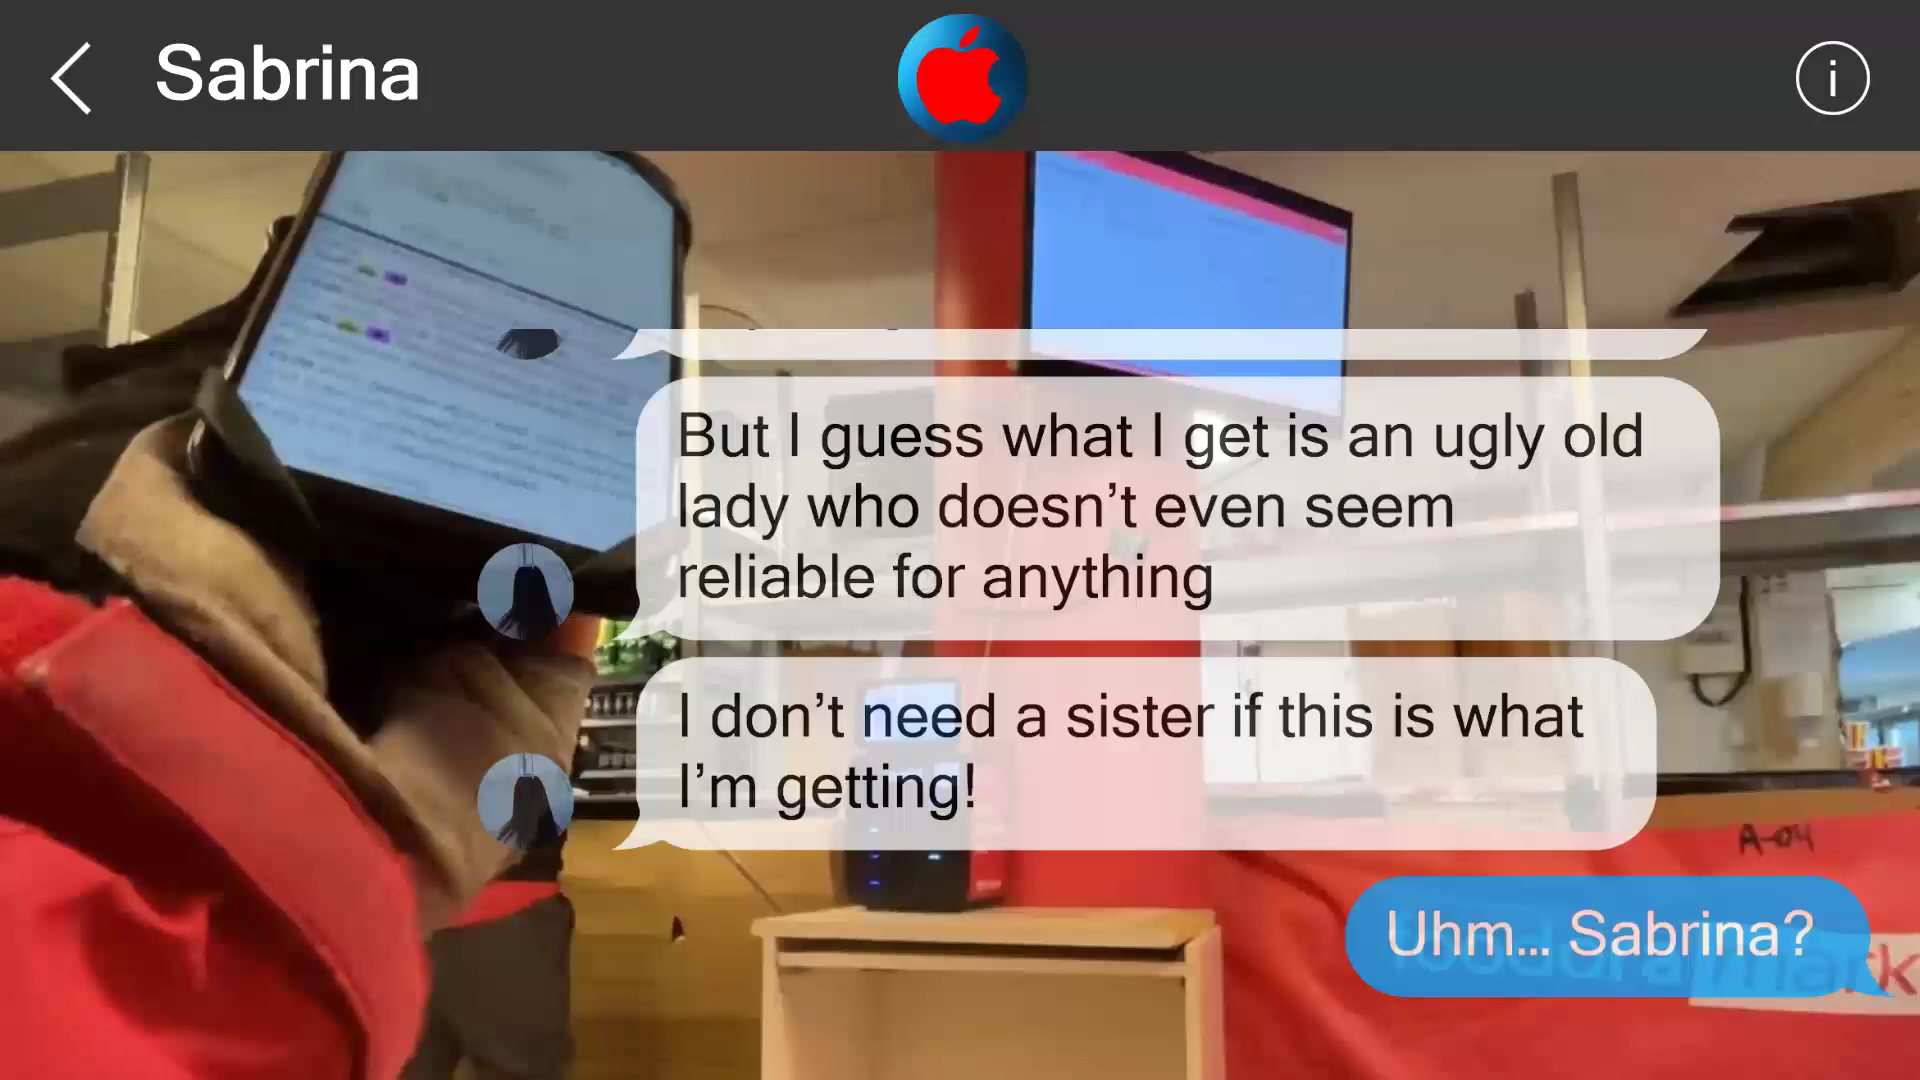 Sabrina
i
But I guess what I get is an ugly old
lady who doesn't even seem
reliable for anything
I don't need a sister if this is what
I'm getting!
A-04
Uhm... Sabrina?